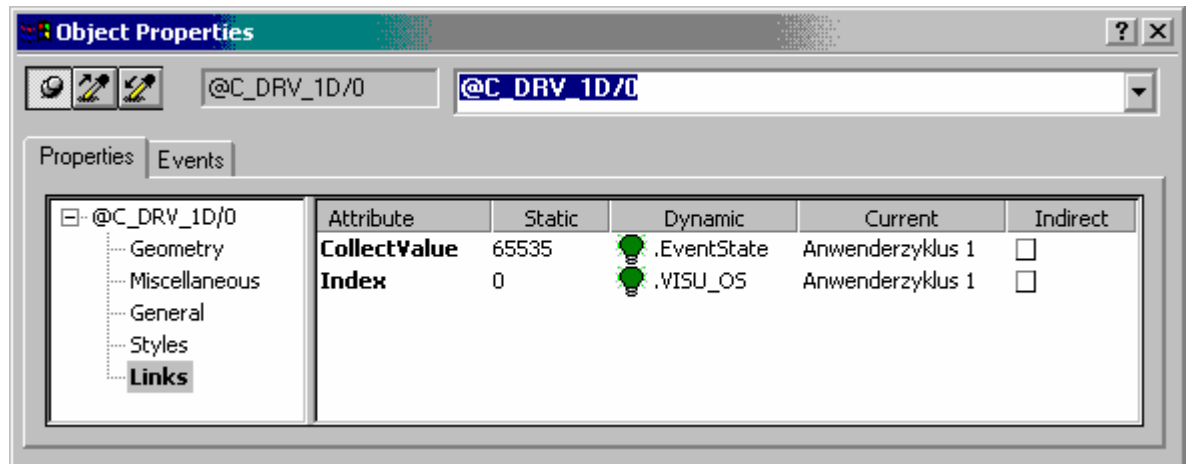 Object Properties
@C_DRV_1D/0 @C_DRV_1D/0
Properties Events
@C_DRV_1D/0
Geometry
Miscellaneous
General
Styles
Links
Attribute Static Dynamic Current Indirect
CollectValue 65535 .EventState Anwenderzyklus 1
Index 0 .VISU_OS Anwenderzyklus 1